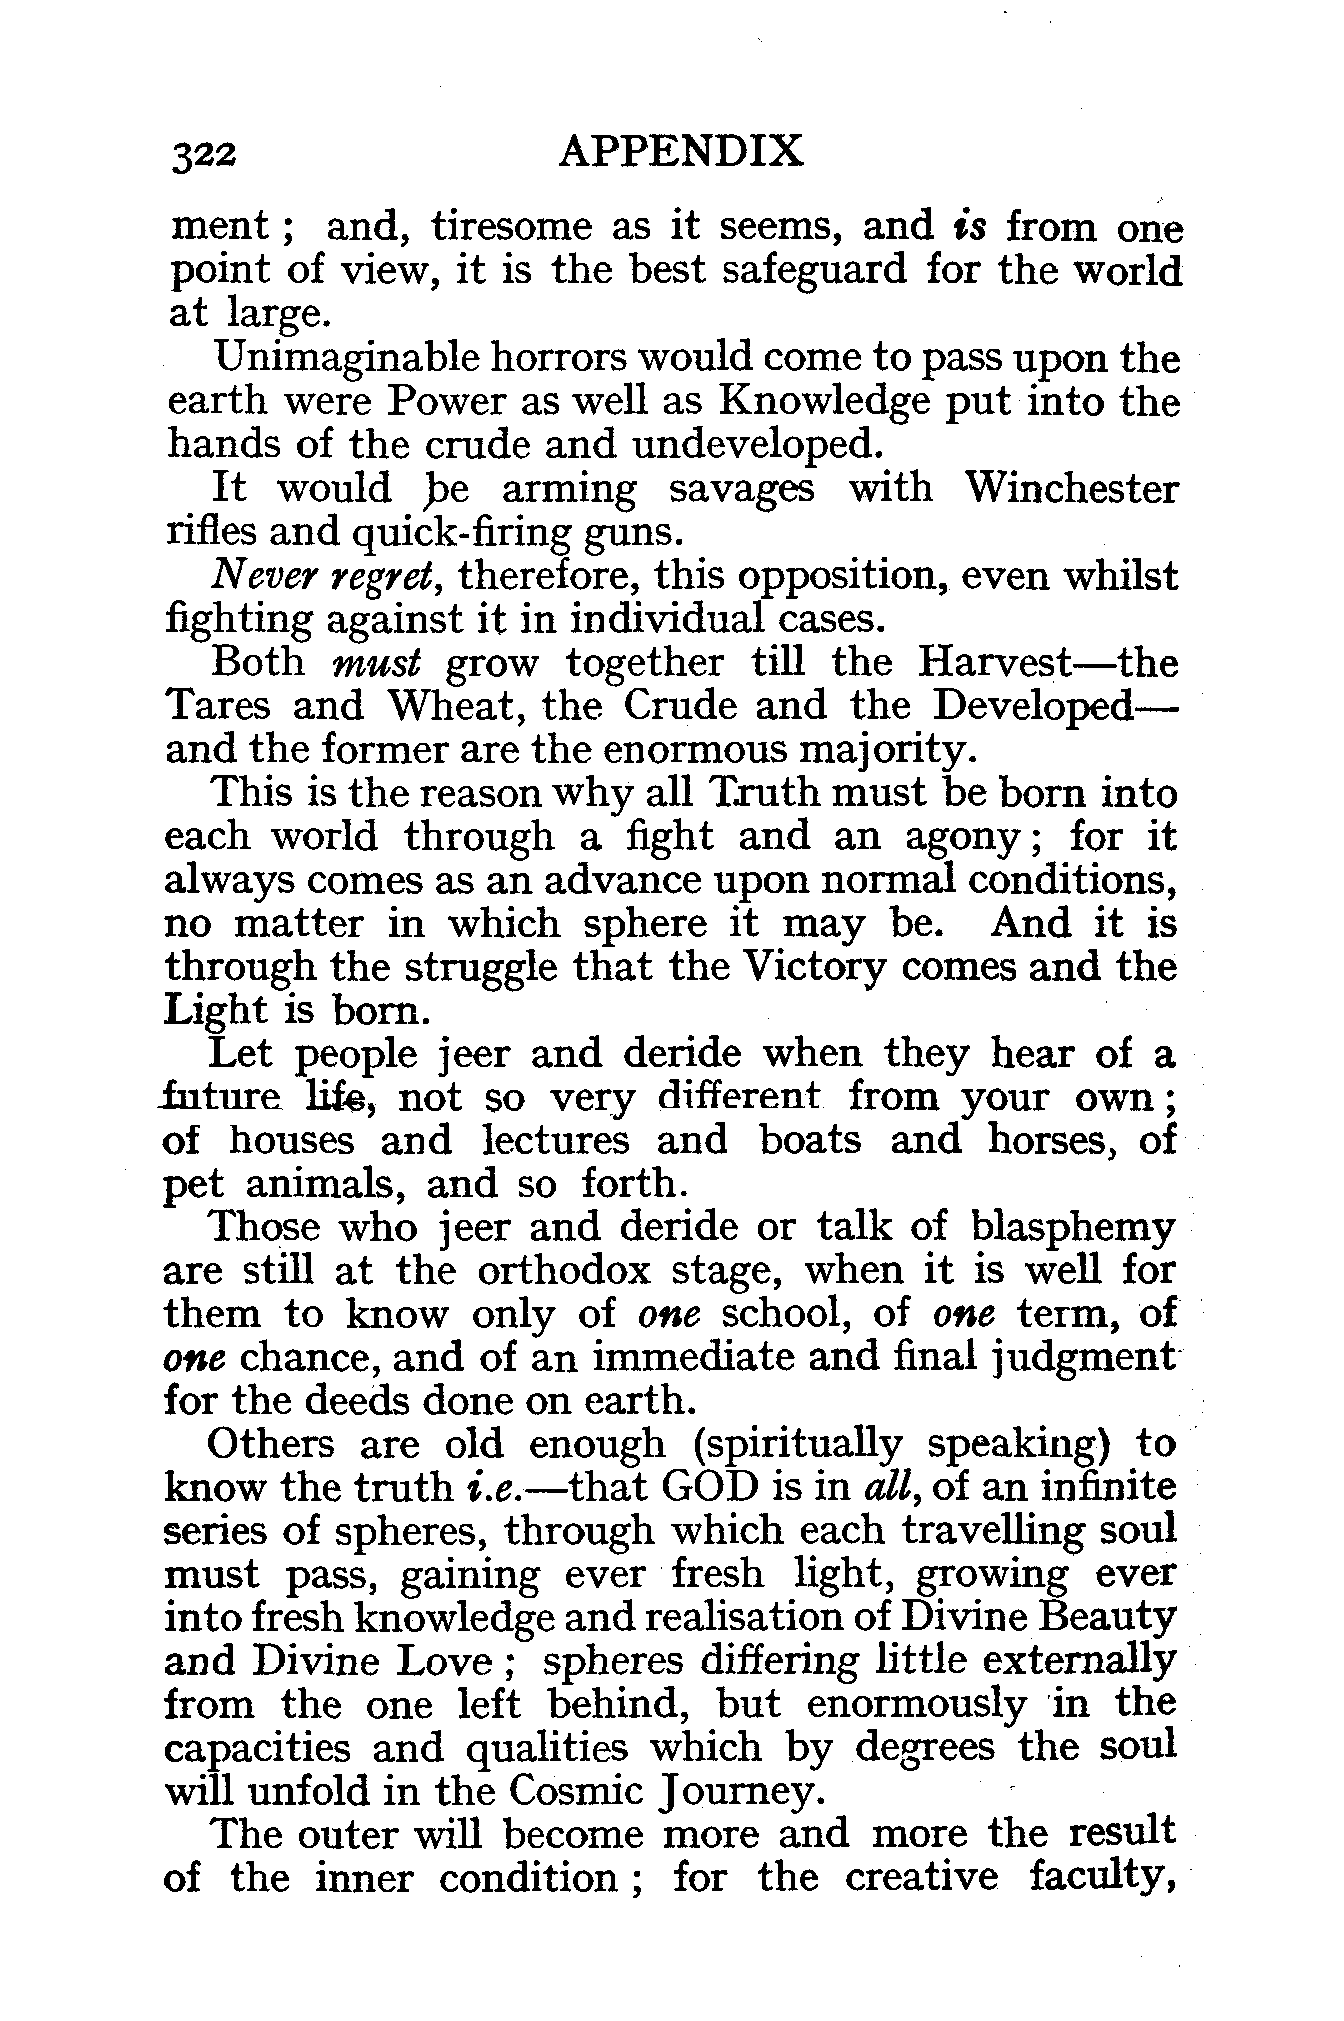 322 APPENDIX
ment ; and, tiresome as it seems, and is from one
point of view, it is the best safeguard for the world
at large.
Unimaginable horrors would come to pass upon the
earth were Power as well as Knowledge put into the
hands of the crude and undeveloped.
It would be arming savages with Winchester
rifles and quick-firing guns.
Never regret, therefore, this opposition, even whilst
fighting against it in individual cases.
Both must grow together till the Harvest—the
Tares and Wheat, the Crude and the Developed—
and the former are the enormous majority.
This is the reason why all Truth must be born into
each world through a fight and an agony ; for it
always comes as an advance upon normal conditions,
no matter in which sphere it may be. And it is
through the struggle that the Victory comes and the
Light is born.
Let people jeer and deride when they hear of a
future life, not so very different from your own ;
of houses and lectures and boats and horses, of
pet animals, and so forth.
Those who jeer and deride or talk of blasphemy
are still at the orthodox stage, when it is well for
them to know only of one school, of one term, of
one chance, and of an immediate and final judgment
for the deeds done on earth.
Others are old enough (spiritually speaking) to
know the truth i.e.—that GOD is in all, of an infinite
series of spheres, through which each travelling soul
must pass, gaining ever fresh light, growing ever
into fresh knowledge and realisation of Divine Beauty
and Divine Love ; spheres differing little externally
from the one left behind, but enormously in the
capacities and qualities which by degrees the soul
will unfold in the Cosmic Journey.
The outer will become more and more the result
of the inner condition ; for the creative faculty,